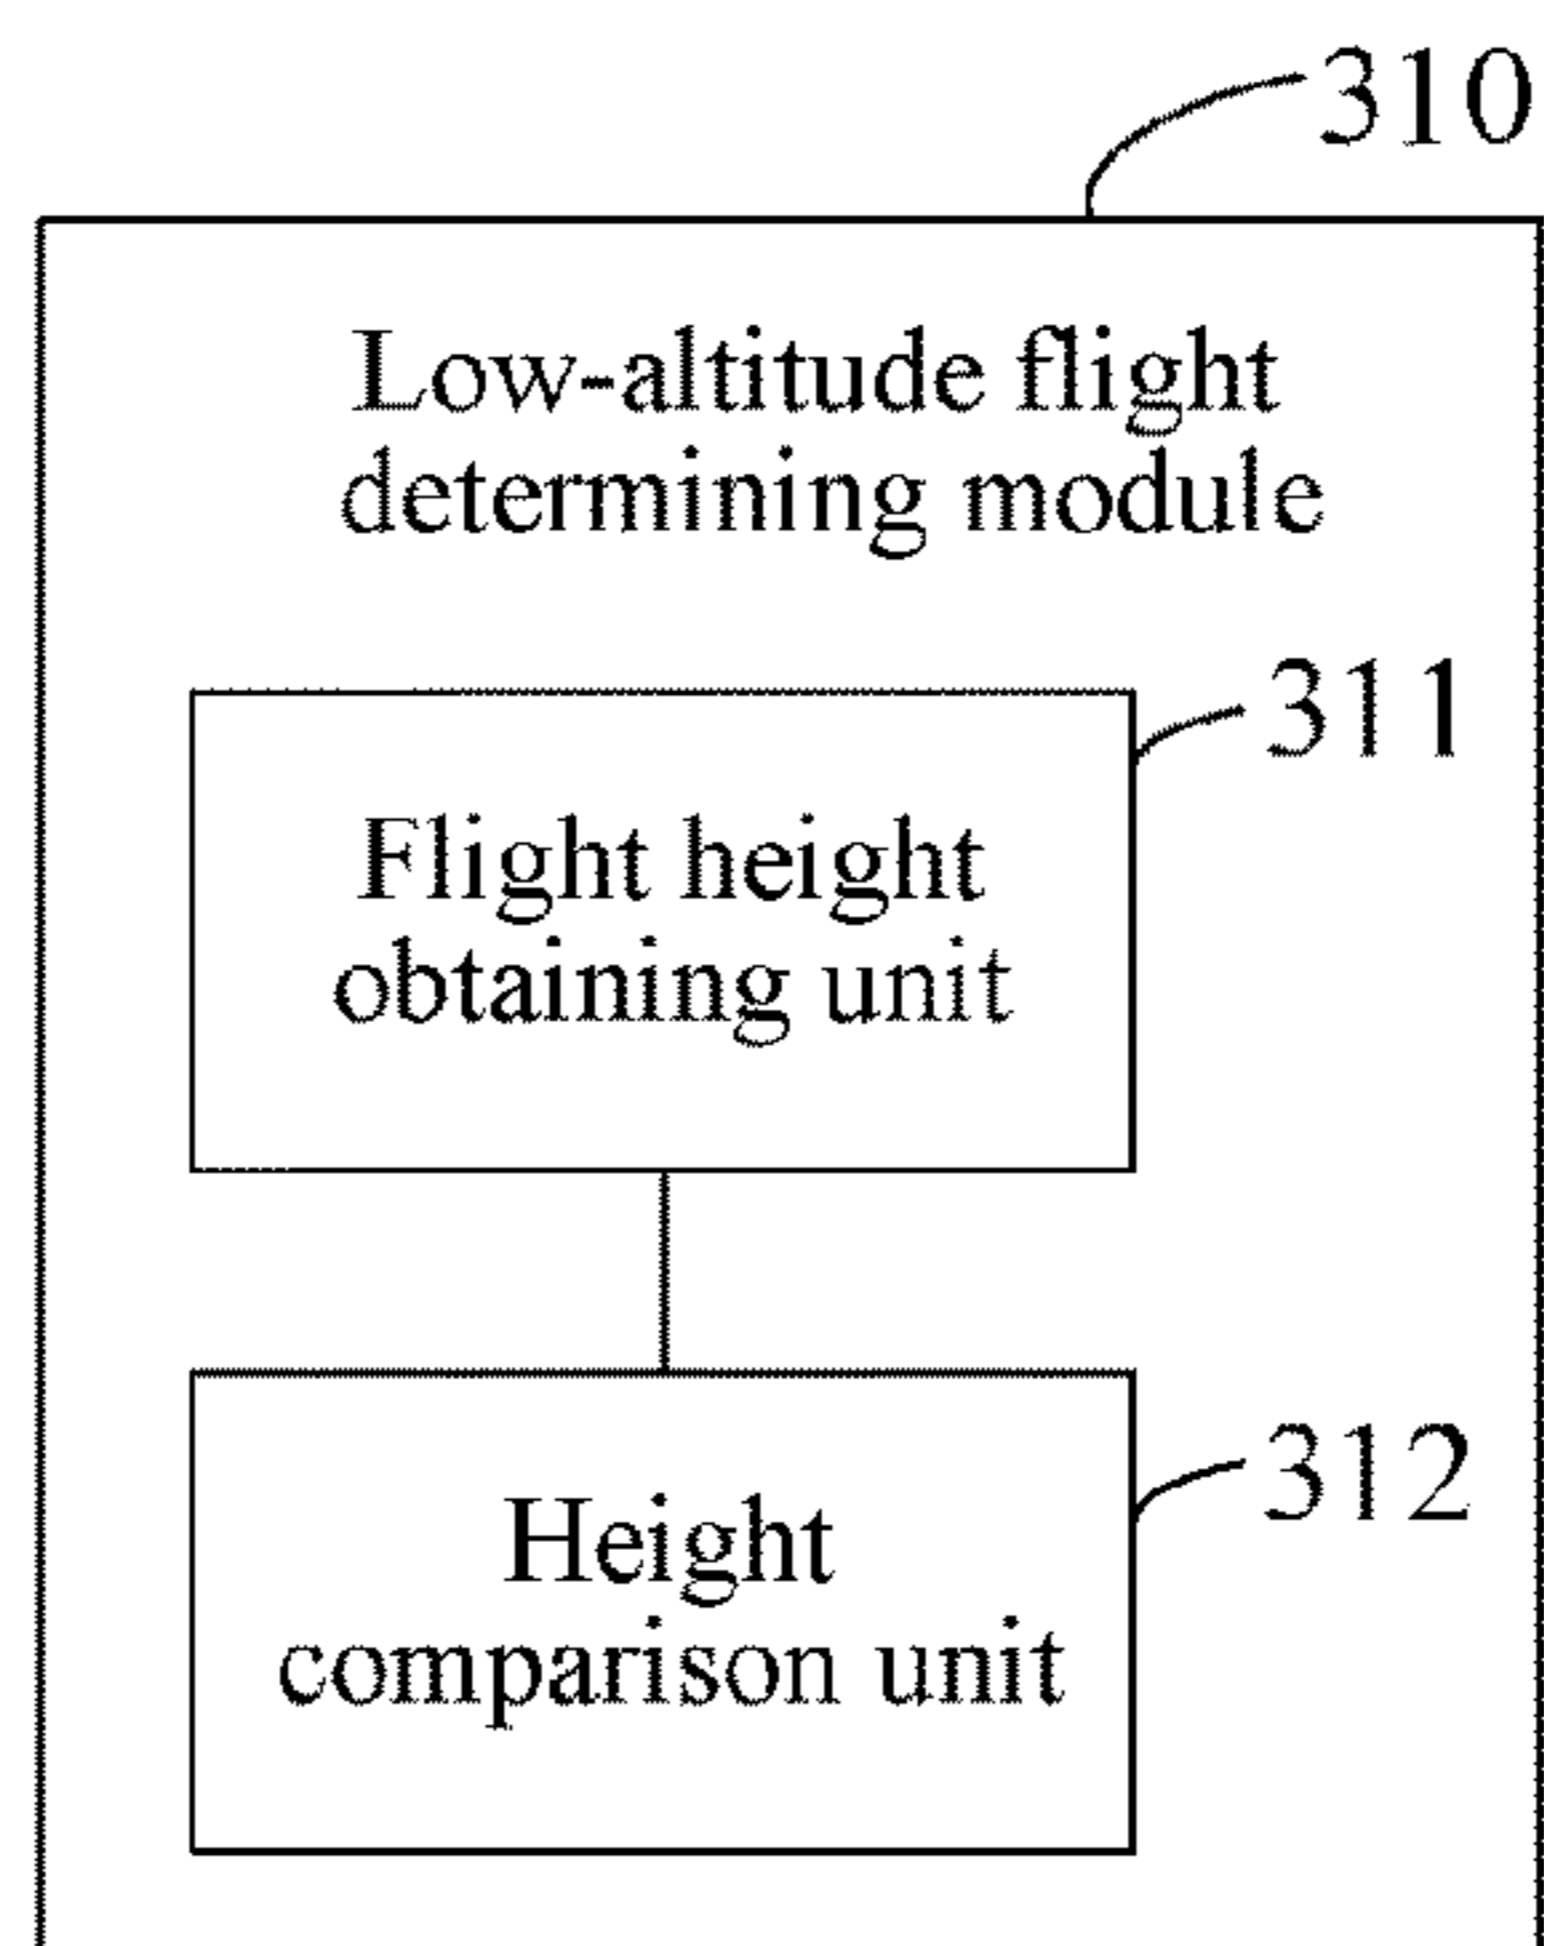 310
Low-altitude flight
determining module
311
Flight height
obtaining unit
312
Height
comparison unit